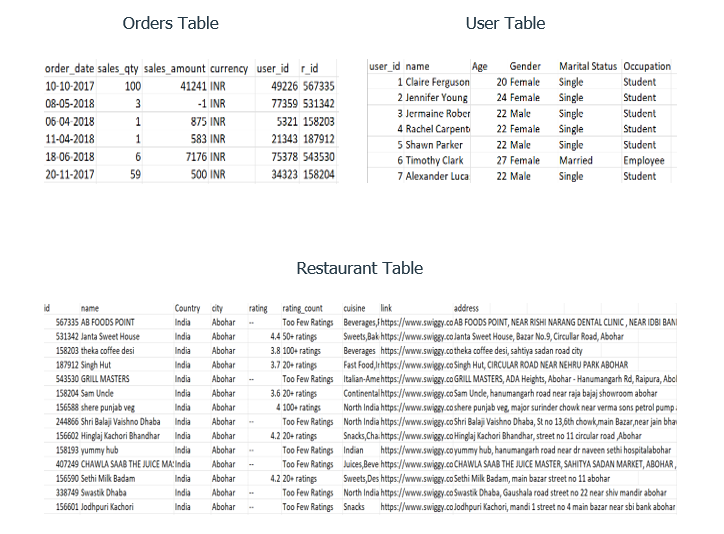 Orders Table
User Table
order_date sales_qty sales_amount currency user_id r_id
10-10-2017 100 41241 INR 49226 567335
08-05-2018 3 -1 INR 77359 531342
06-04-2018 1 875 INR 5321 158203
11-04-2018 1 583 INR 21343 187912
18-06-2018 6 7176 INR 75378 543530
20-11-2017 59 500 INR 34323 158204
user_id name Age Gender Marital Status Occupation
1 Claire Ferguson 20 Female Single Student
2 Jennifer Young 24 Female Single Student
3 Jermaine Rober 22 Male Single Student
4 Rachel Carpent 22 Female Single Student
5 Shawn Parker 22 Male Single Student
6 Timothy Clark 27 Female Married Employee
7 Alexander Luca 22 Male Single Student
Restaurant Table
id name Country city rating rating_count cuisine link address
567335 AB FOODS POINT India Abohar -- Too Few Ratings Beverages,F https://www.swiggy.co AB FOODS POINT, NEAR RISHI NARANG DENTAL CLINIC , NEAR IDBI BAN
531342 Janta Sweet House India Abohar 4.4 50+ ratings Sweets,Bak https://www.swiggy.co Janta Sweet House, Bazar No.9, Circullar Road, Abohar
158203 theka coffee desi India Abohar 3.8 100+ ratings Beverages https://www.swiggy.co theka coffee desi, sahtiya sadan road city
187912 Singh Hut India Abohar 3.7 20+ ratings Fast Food,I https://www.swiggy.co Singh Hut, CIRCULAR ROAD NEAR NEHRU PARK ABOHAR
543530 GRILL MASTERS India Abohar -- Too Few Ratings Italian-Ame https://www.swiggy.co GRILL MASTERS, ADA Heights, Abohar - Hanumangarh Rd, Raipura, Abol
158204 Sam Uncle India Abohar 3.6 20+ ratings Continental https://www.swiggy.co Sam Uncle, hanumangarh road near raja bajaj showroom abohar
156588 shere punjab veg India Abohar 4 100+ ratings North India https://www.swiggy.co shere punjab veg, major surinder chowk near verma sons petrol pump
244866 Shri Balaji Vaishno Dhaba India Abohar -- Too Few Ratings North India https://www.swiggy.co Shri Balaji Vaishno Dhaba, St no 13,6th chowk,main Bazar,near jain bha
156602 Hinglaj Kachori Bhandhar India Abohar 4.2 20+ ratings Snacks,Cha https://www.swiggy.co Hinglaj Kachori Bhandhar, street no 11 circular road ,Abohar
158193 yummy hub India Abohar -- Too Few Ratings Indian https://www.swiggy.co yummy hub, hanumangarh road near dr naveen sethi hospitalabohar
407249 CHAWLA SAAB THE JUICE MA India Abohar -- Too Few Ratings Juices,Beve https://www.swiggy.co CHAWLA SAAB THE JUICE MASTER, SAHITYA SADAN MARKET, ABOHAR ,
156590 Sethi Milk Badam India Abohar 4.2 20+ ratings Sweets,Des https://www.swiggy.co Sethi Milk Badam, main bazar street no 11 abohar
338749 Swastik Dhaba India Abohar -- Too Few Ratings North India https://www.swiggy.co Swastik Dhaba, Gaushala road street no 22 near shiv mandir abohar
156601 Jodhpuri Kachori India Abohar -- Too Few Ratings Snacks https://www.swiggy.co Jodhpuri Kachori, mandi 1 street no 4 main bazar near sbi bank abohar